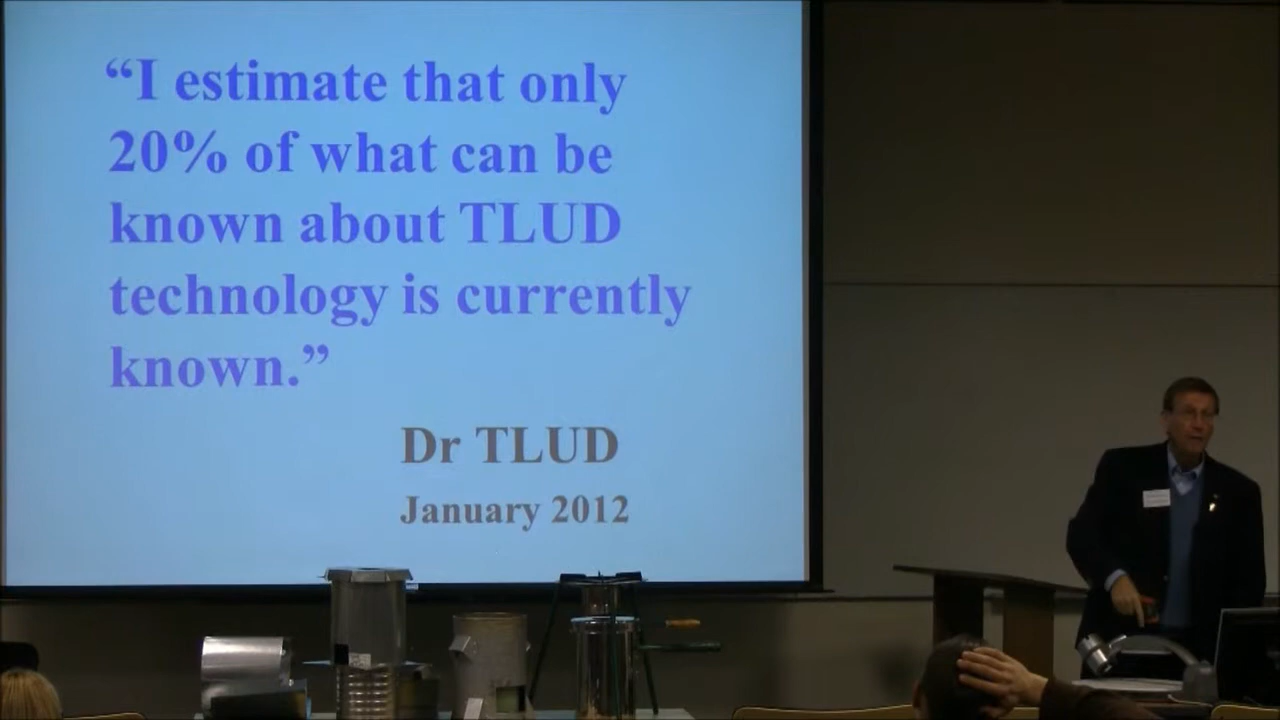 “I estimate that only
20% of what can be
known about TLUD
technology is currently
known.”
Dr TLUD
January 2012